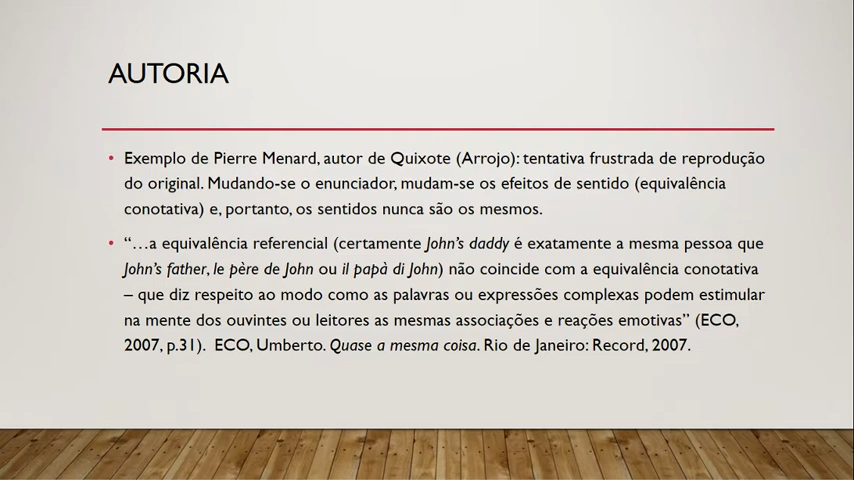 AUTORIA
• Exemplo de Pierre Menard, autor de Quixote (Arrojo): tentativa frustrada de reprodução
do original. Mudando-se o enunciador, mudam-se os efeitos de sentido (equivalência
conotativa) e, portanto, os sentidos nunca são os mesmos.
• “…a equivalência referencial (certamente John’s daddy é exatamente a mesma pessoa que
John’s father, le père de John ou il papà di John) não coincide com a equivalência conotativa
– que diz respeito ao modo como as palavras ou expressões complexas podem estimular
na mente dos ouvintes ou leitores as mesmas associações e reações emotivas” (ECO,
2007, p.31). ECO, Umberto. Quase a mesma coisa. Rio de Janeiro: Record, 2007.